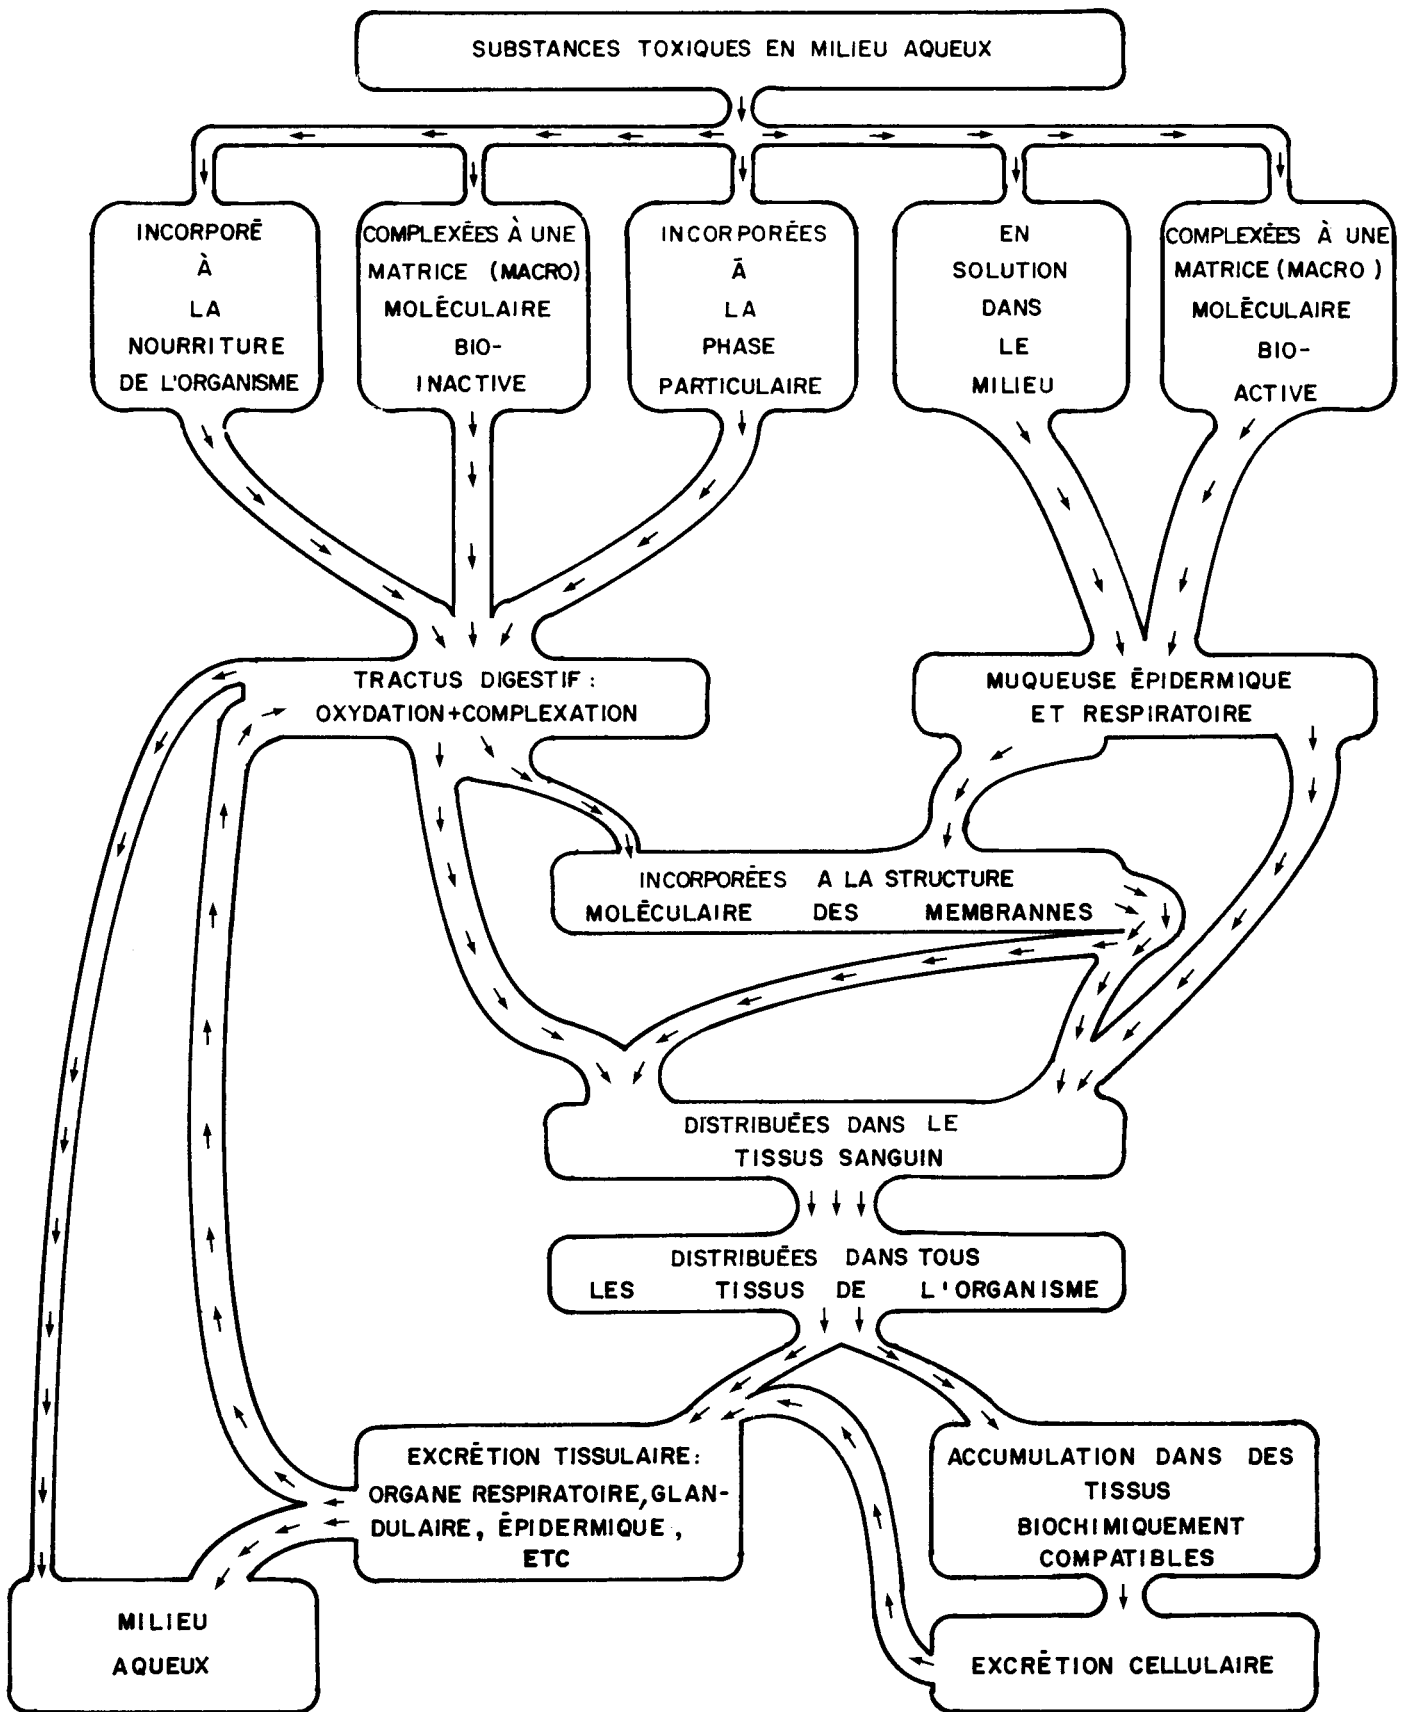 SUBSTANCES TOXIQUES EN MILIEU AQUEUX
INCORPORÉ
À
LA
NOURRITURE
DE L'ORGANISME
COMPLEXÉES À UNE
MATRICE (MACRO)
MOLÉCULAIRE
BIO-
INACTIVE
INCORPORÉES
À
LA
PHASE
PARTICULAIRE
EN
SOLUTION
DANS
LE
MILIEU
COMPLEXÉES À UNE
MATRICE (MACRO)
MOLÉCULAIRE
BIO-
ACTIVE
TRACTUS DIGESTIF :
OXYDATION+COMPLEXATION
MUQUEUSE ÉPIDERMIQUE
ET RESPIRATOIRE
INCORPORÉES A LA STRUCTURE
MOLÉCULAIRE DES MEMBRANNES
DISTRIBUÉES DANS LE
TISSUS SANGUIN
DISTRIBUÉES DANS TOUS
LES TISSUS DE L'ORGANISME
EXCRÉTION TISSULAIRE:
ORGANE RESPIRATOIRE, GLAN-
DULAIRE, ÉPIDERMIQUE,
ETC
ACCUMULATION DANS DES
TISSUS
BIOCHIMIQUEMENT
COMPATIBLES
MILIEU
AQUEUX
EXCRÉTION CELLULAIRE